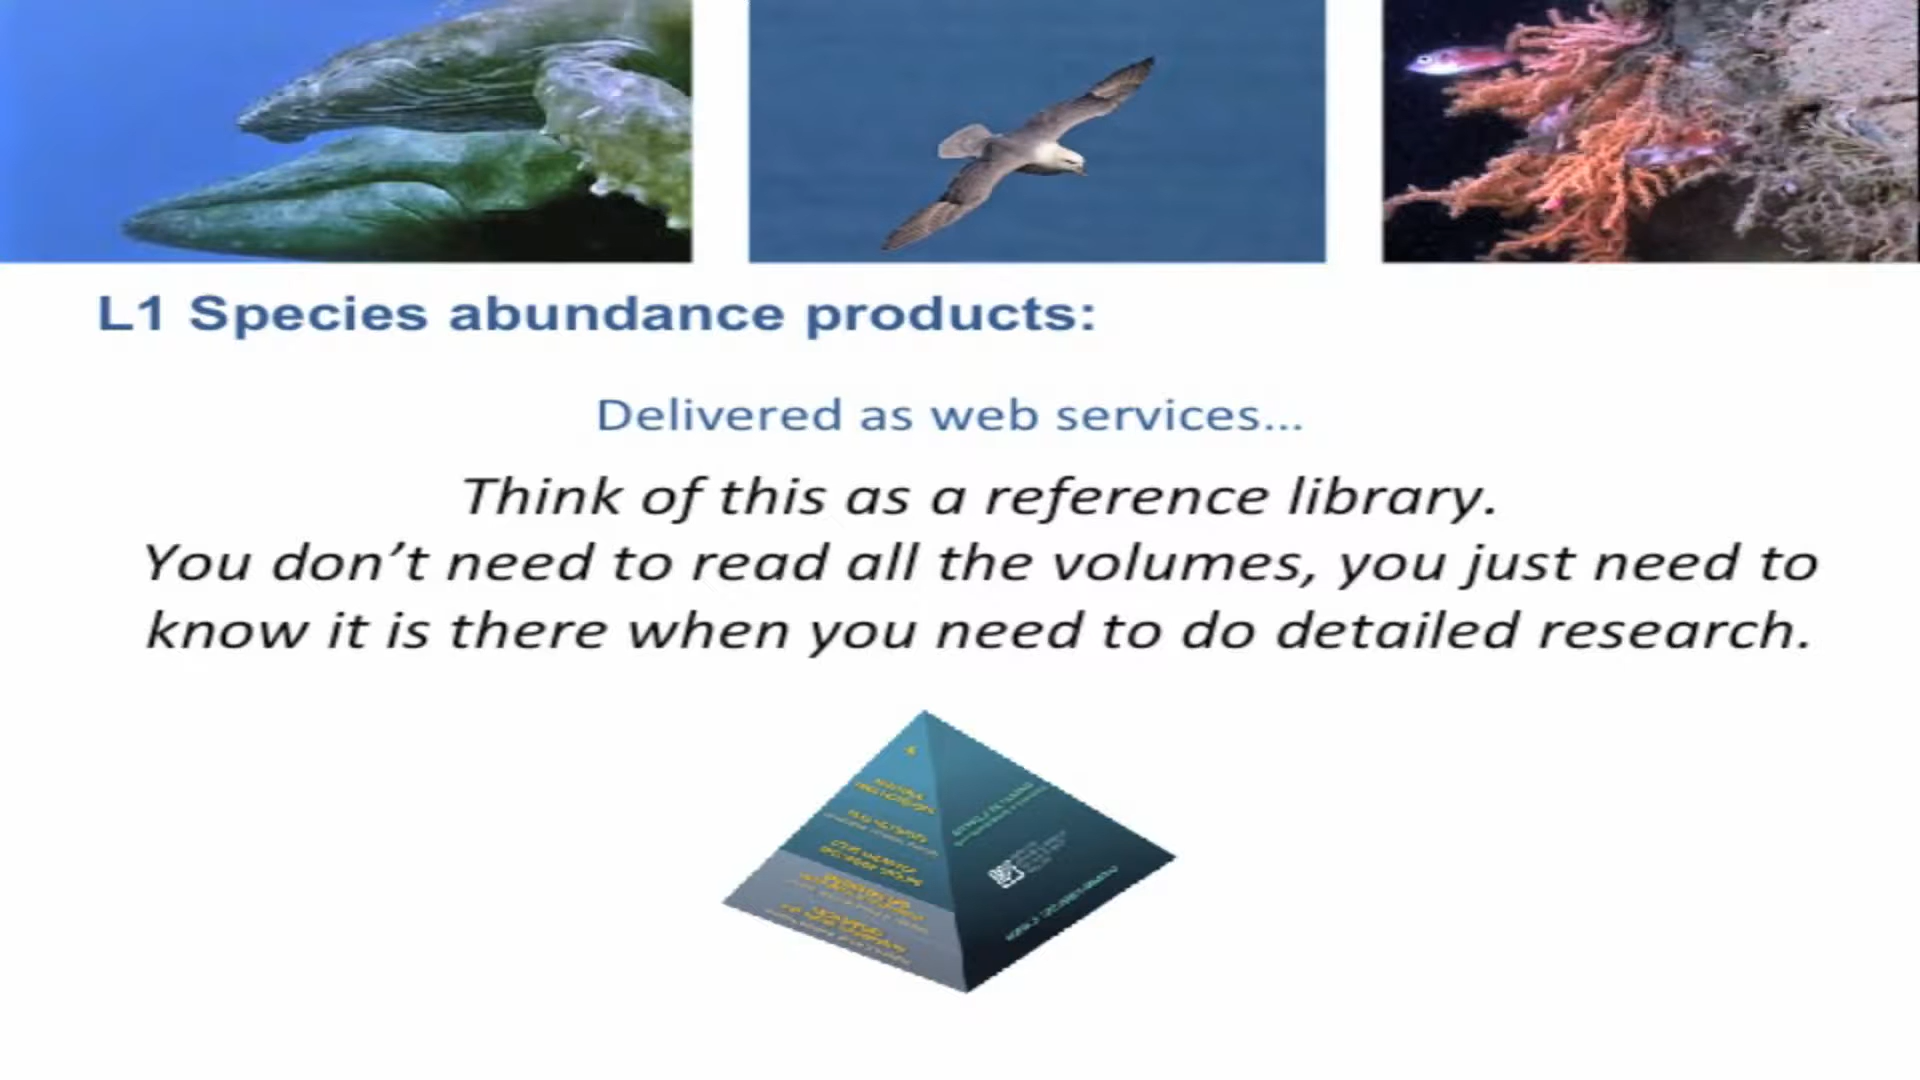 L1 Species abundance products:
Delivered as web services...
Think of this as a reference library.
You don’t need to read all the volumes, you just need to
know it is there when you need to do detailed research.